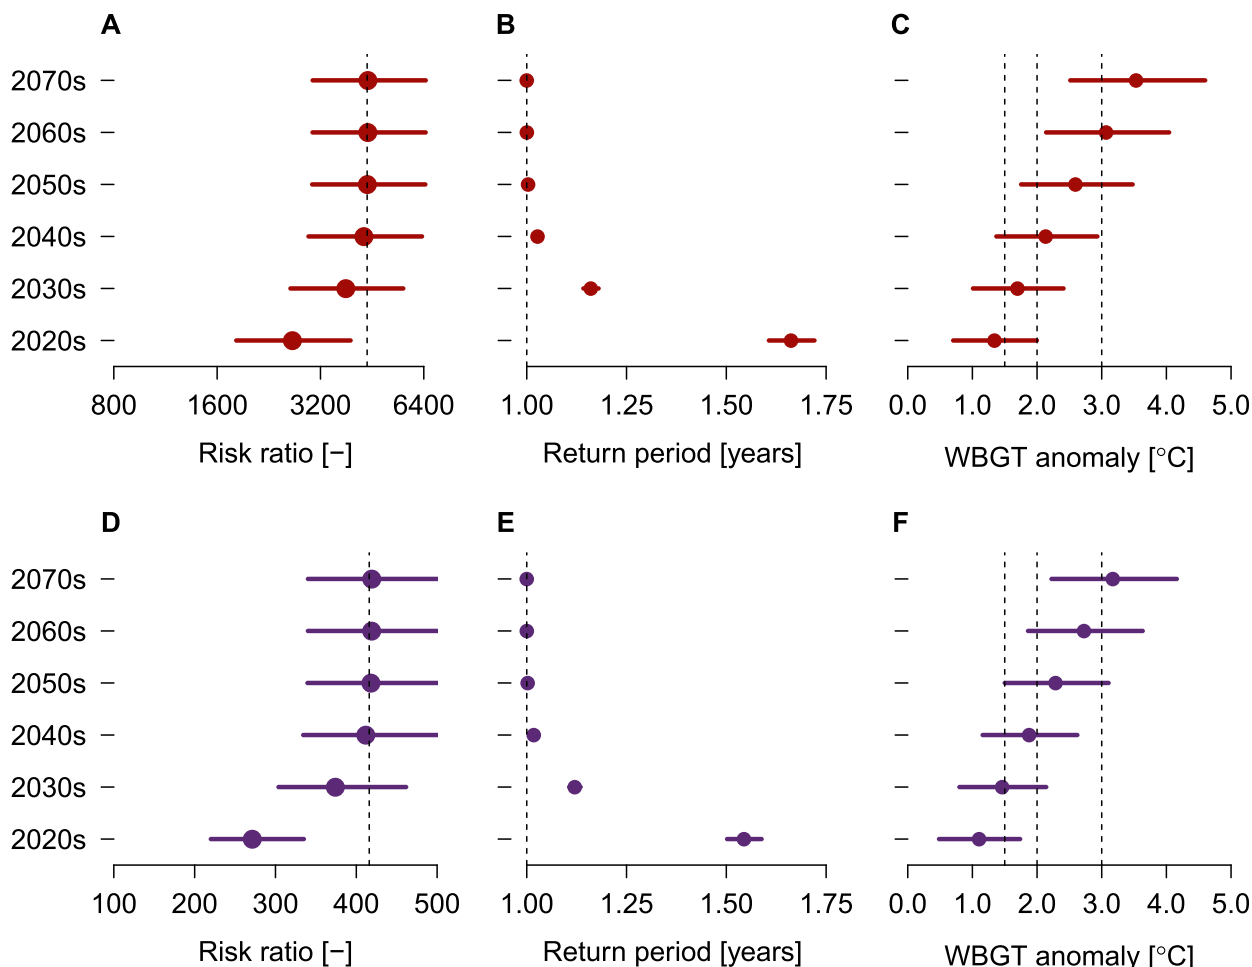 A B C
2070s
2060s
2050s
2040s
2030s
2020s
800 1600 3200 6400 1.00 1.25 1.50 1.75 0.0 1.0 2.0 3.0 4.0 5.0
Risk ratio [−] Return period [years] WBGT anomaly [°C]
D E F
2070s
2060s
2050s
2040s
2030s
2020s
100 200 300 400 500 1.00 1.25 1.50 1.75 0.0 1.0 2.0 3.0 4.0 5.0
Risk ratio [−] Return period [years] WBGT anomaly [°C]